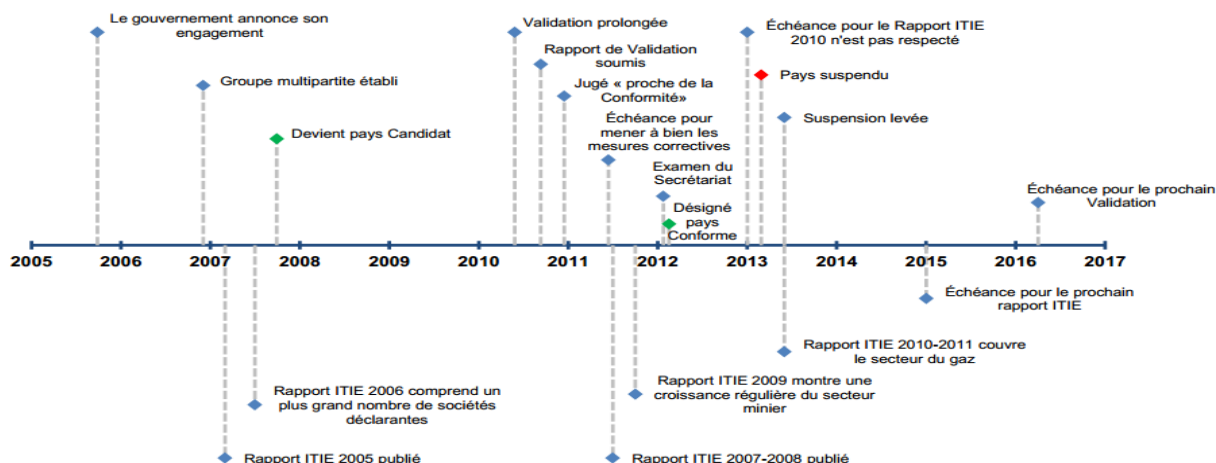 Le gouvernement annonce son
engagement
Groupe multipartite établi
Devient pays Candidat
Validation prolongée
Rapport de Validation
soumis
Jugé « proche de la
Conformité»
Échéance pour
mener à bien les
mesures correctives
Examen du
Secrétariat
Désigné
pays
Conforme
Échéance pour le Rapport ITIE
2010 n'est pas respecté
Pays suspendu
Suspension levée
Échéance pour le prochain
Validation
2005 2006 2007 2008 2009 2010 2011 2012 2013 2014 2015 2016 2017
Échéance pour le prochain
rapport ITIE
Rapport ITIE 2010-2011 couvre
le secteur du gaz
Rapport ITIE 2006 comprend un
plus grand nombre de sociétés
déclarantes
Rapport ITIE 2009 montre une
croissance régulière du secteur
minier
Rapport ITIE 2005 publié
Rapport ITIE 2007-2008 publié